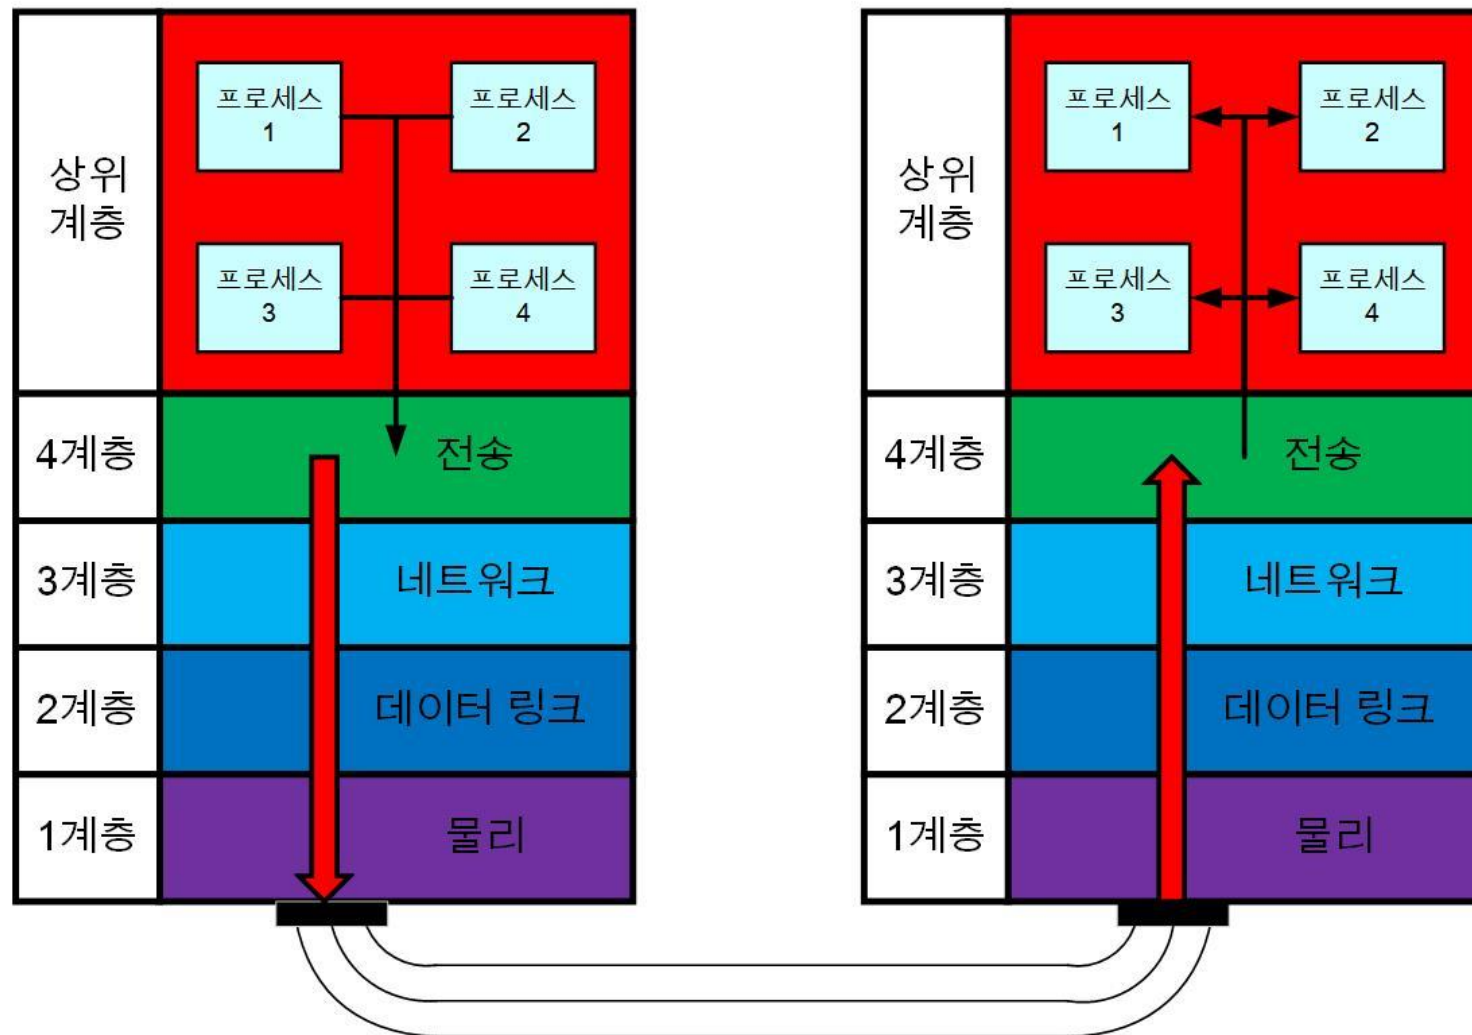 프로세스
1
프로세스
2
상위
계층
프로세스
3
프로세스
4
4계층
전송
3계층
네트워크
2계층
데이터 링크
1계층
물리
프로세스
1
프로세스
2
상위
계층
프로세스
3
프로세스
4
4계층
전송
3계층
네트워크
2계층
데이터 링크
1계층
물리